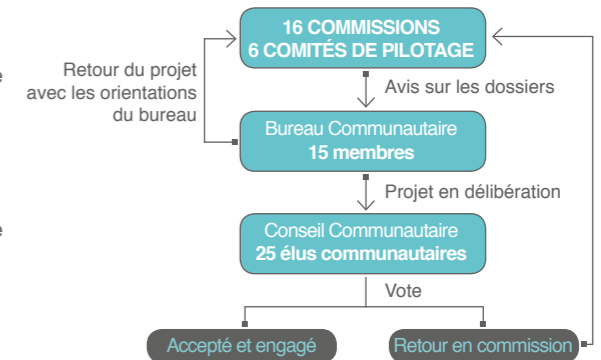 16 COMMISSIONS
6 COMITÉS DE PILOTAGE
Retour du projet
avec les orientations
du bureau
Avis sur les dossiers
Bureau Communautaire
15 membres
Projet en délibération
Conseil Communautaire
25 élus communautaires
Vote
Accepté et engagé
Retour en commission